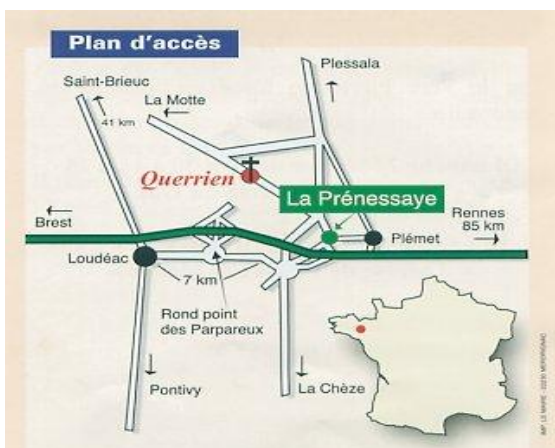 Plan d'accès
Saint-Brieuc
41 km
La Motte
Plessala
Querrien
La Prénessaye
Brest
Rennes
85 km
Plémet
Loudéac
7 km
Rond point
des Parpareux
Pontivy
La Chèze